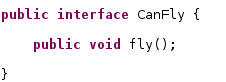 public interface CanFly {
public void fly();
}